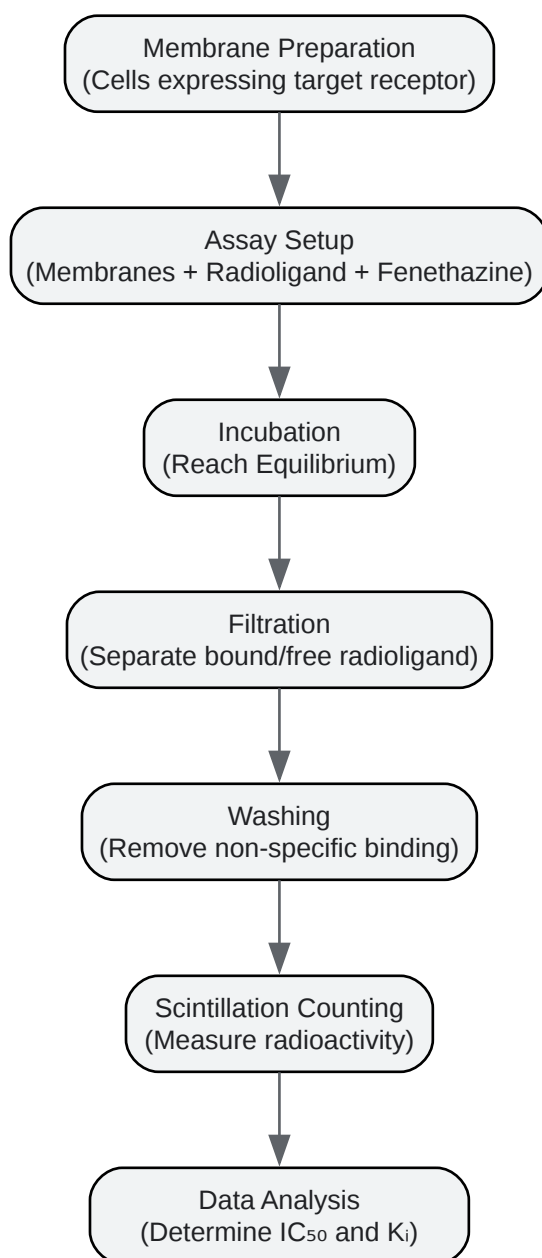 Membrane Preparation
(Cells expressing target receptor)
Assay Setup
(Membranes + Radioligand + Fenethazine)
Incubation
(Reach Equilibrium)
Filtration
(Separate bound/free radioligand)
Washing
(Remove non-specific binding)
Scintillation Counting
(Measure radioactivity)
Data Analysis
(Determine IC₅₀ and Kᵢ)